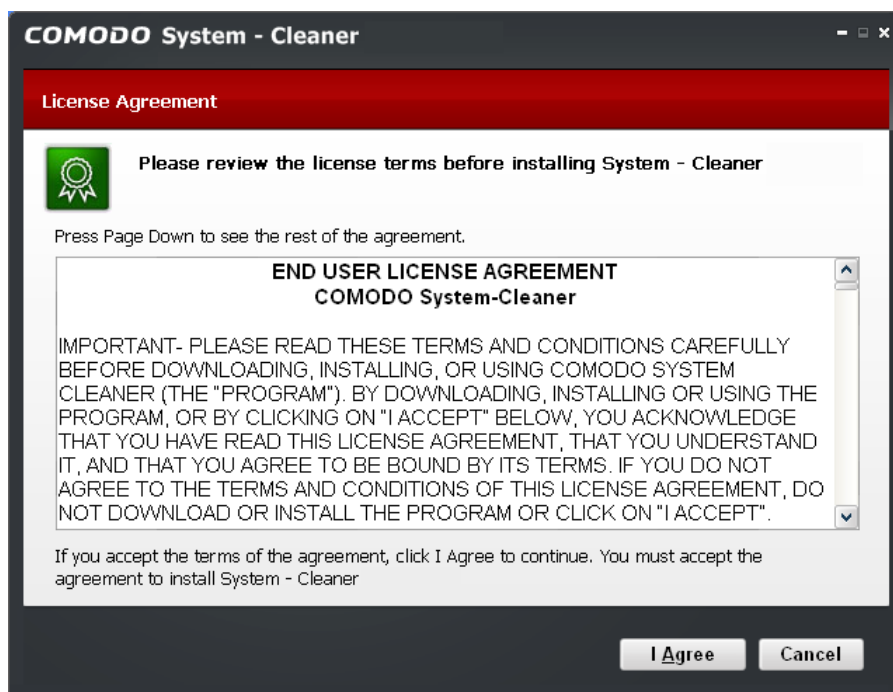 COMODO System - Cleaner
License Agreement
Please review the license terms before installing System - Cleaner
Press Page Down to see the rest of the agreement.
END USER LICENSE AGREEMENT
COMODO System-Cleaner
IMPORTANT- PLEASE READ THESE TERMS AND CONDITIONS CAREFULLY
BEFORE DOWNLOADING, INSTALLING, OR USING COMODO SYSTEM
CLEANER (THE "PROGRAM"). BY DOWNLOADING, INSTALLING OR USING THE
PROGRAM, OR BY CLICKING ON "I ACCEPT" BELOW, YOU ACKNOWLEDGE
THAT YOU HAVE READ THIS LICENSE AGREEMENT, THAT YOU UNDERSTAND
IT, AND THAT YOU AGREE TO BE BOUND BY ITS TERMS. IF YOU DO NOT
AGREE TO THE TERMS AND CONDITIONS OF THIS LICENSE AGREEMENT, DO
NOT DOWNLOAD OR INSTALL THE PROGRAM OR CLICK ON "I ACCEPT".
If you accept the terms of the agreement, click I Agree to continue. You must accept the
agreement to install System - Cleaner
I Agree
Cancel